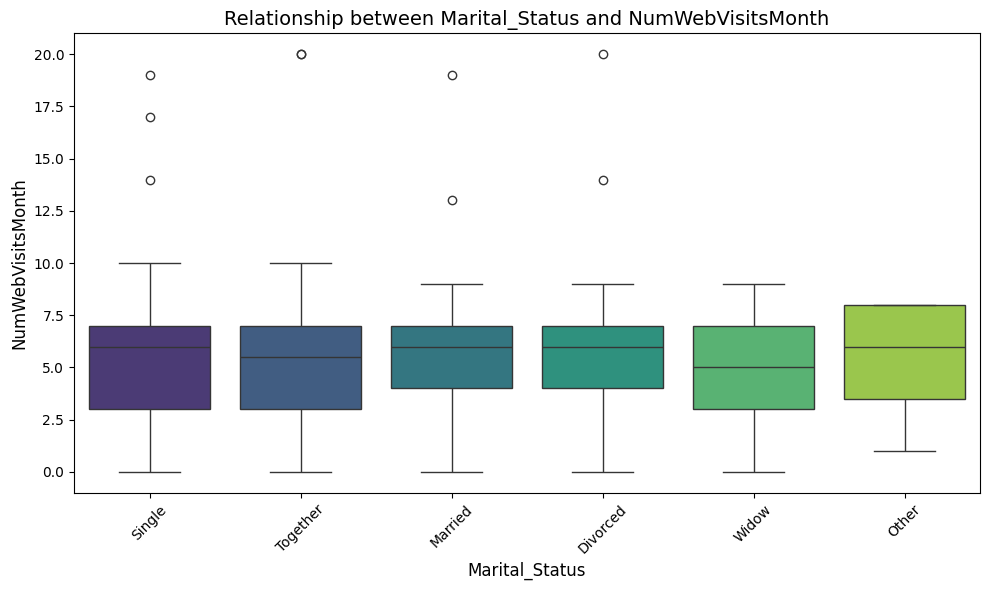 Relationship between Marital_Status and NumWebVisitsMonth
NumWebVisitsMonth
20.0
17.5
15.0
12.5
10.0
7.5
5.0
2.5
0.0
Single
Together
Married
Divorced
Widow
Other
Marital_Status